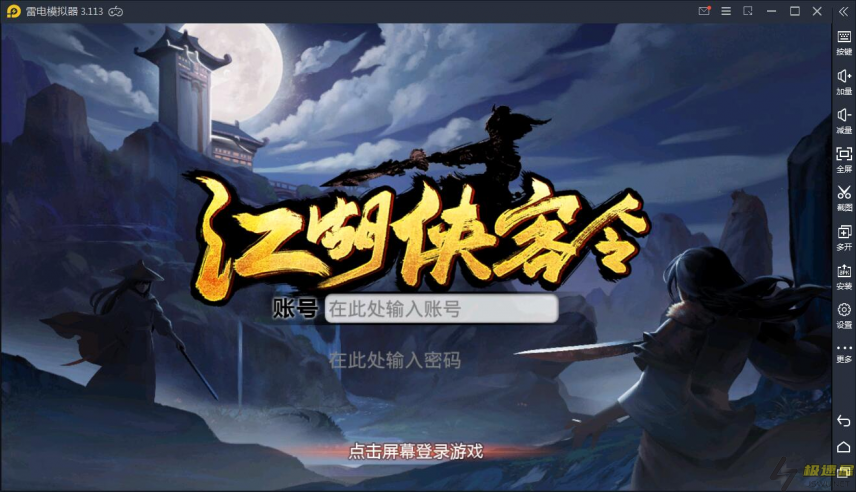 雷电模拟器 3.113
按键
加量
减量
全屏
截图
多开
安装
设置
更多
江湖侠客令
账号 在此处输入账号
在此处输入密码
点击屏幕登录游戏
极速